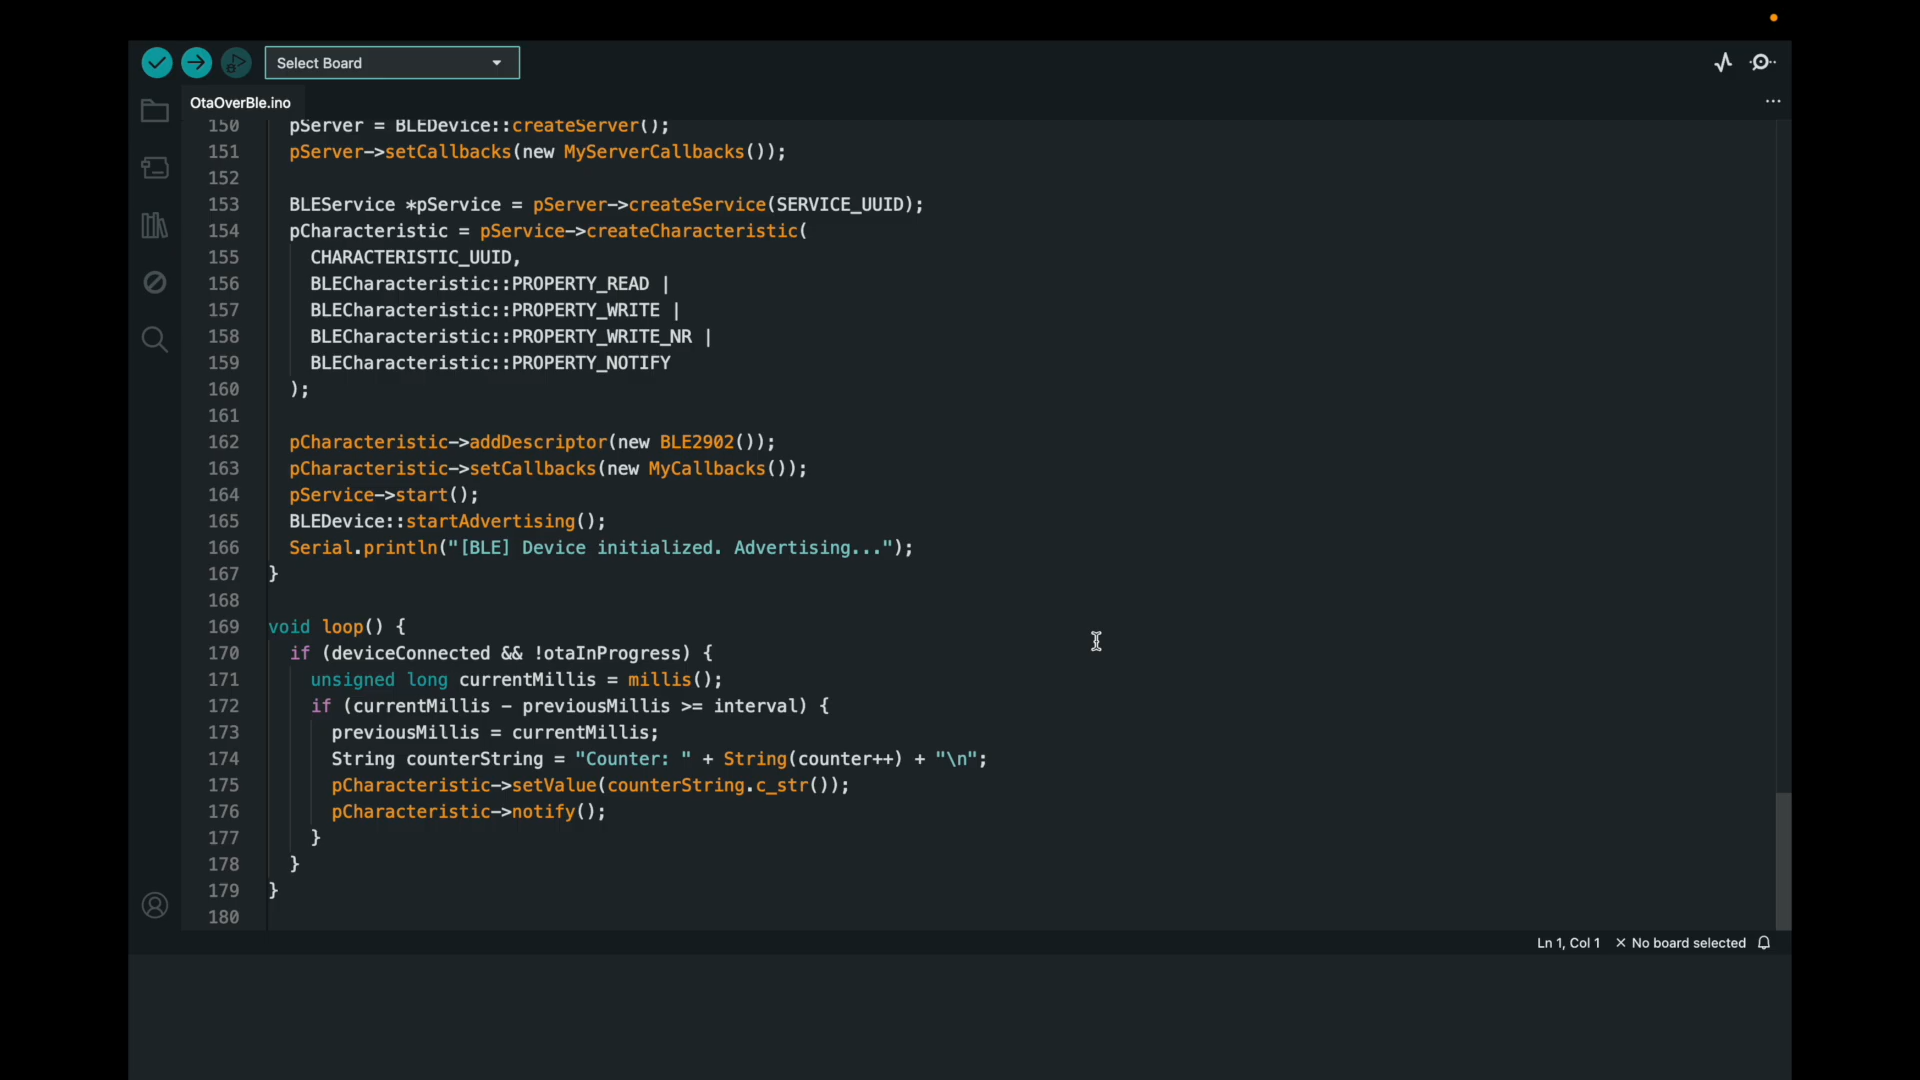 Select Board
OtaOverBle.ino
150 pServer = BLEDevice::createServer();
151 pServer->setCallbacks(new MyServerCallbacks());
152
153 BLEService *pService = pServer->createService(SERVICE_UUID);
154 pCharacteristic = pService->createCharacteristic(
155 CHARACTERISTIC_UUID,
156 BLECharacteristic::PROPERTY_READ |
157 BLECharacteristic::PROPERTY_WRITE |
158 BLECharacteristic::PROPERTY_WRITE_NR |
159 BLECharacteristic::PROPERTY_NOTIFY
160 );
161
162 pCharacteristic->addDescriptor(new BLE2902());
163 pCharacteristic->setCallbacks(new MyCallbacks());
164 pService->start();
165 BLEDevice::startAdvertising();
166 Serial.println("[BLE] Device initialized. Advertising...");
167 }
168
169 void loop() {
170 if (deviceConnected && !otaInProgress) {
171 unsigned long currentMillis = millis();
172 if (currentMillis - previousMillis >= interval) {
173 previousMillis = currentMillis;
174 String counterString = "Counter: " + String(counter++) + "\n";
175 pCharacteristic->setValue(counterString.c_str());
176 pCharacteristic->notify();
177 }
178 }
179 }
180
Ln 1, Col 1 × No board selected